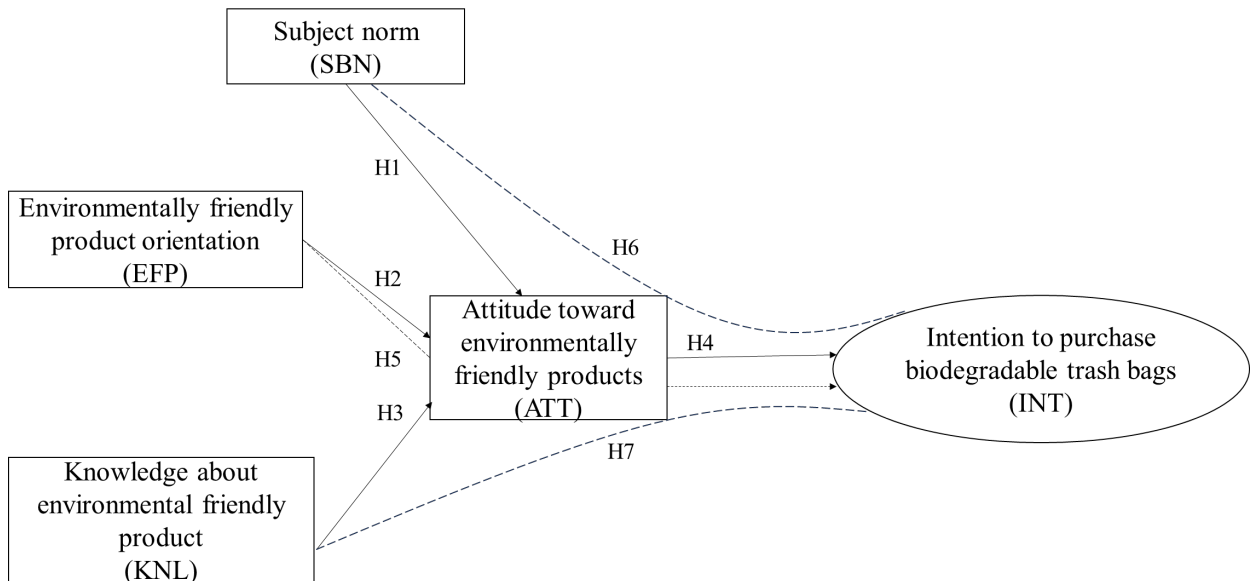 Subject norm
(SBN)
H1
Environmentally friendly
product orientation
(EFP)
H6
H2
Attitude toward
environmentally
friendly products
(ATT)
H4
Intention to purchase
biodegradable trash bags
(INT)
H5
H3
H7
Knowledge about
environmental friendly
product
(KNL)